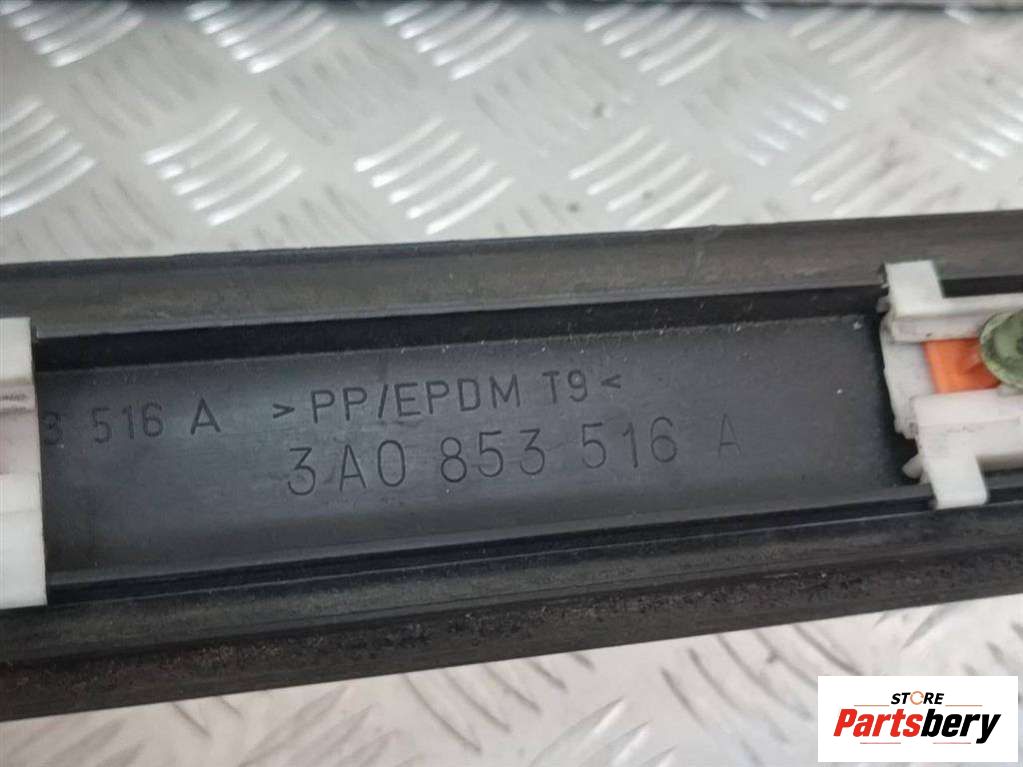 3 516 A >PP/EPDM T9<
3A0 853 516 A
STORE
Partsbery